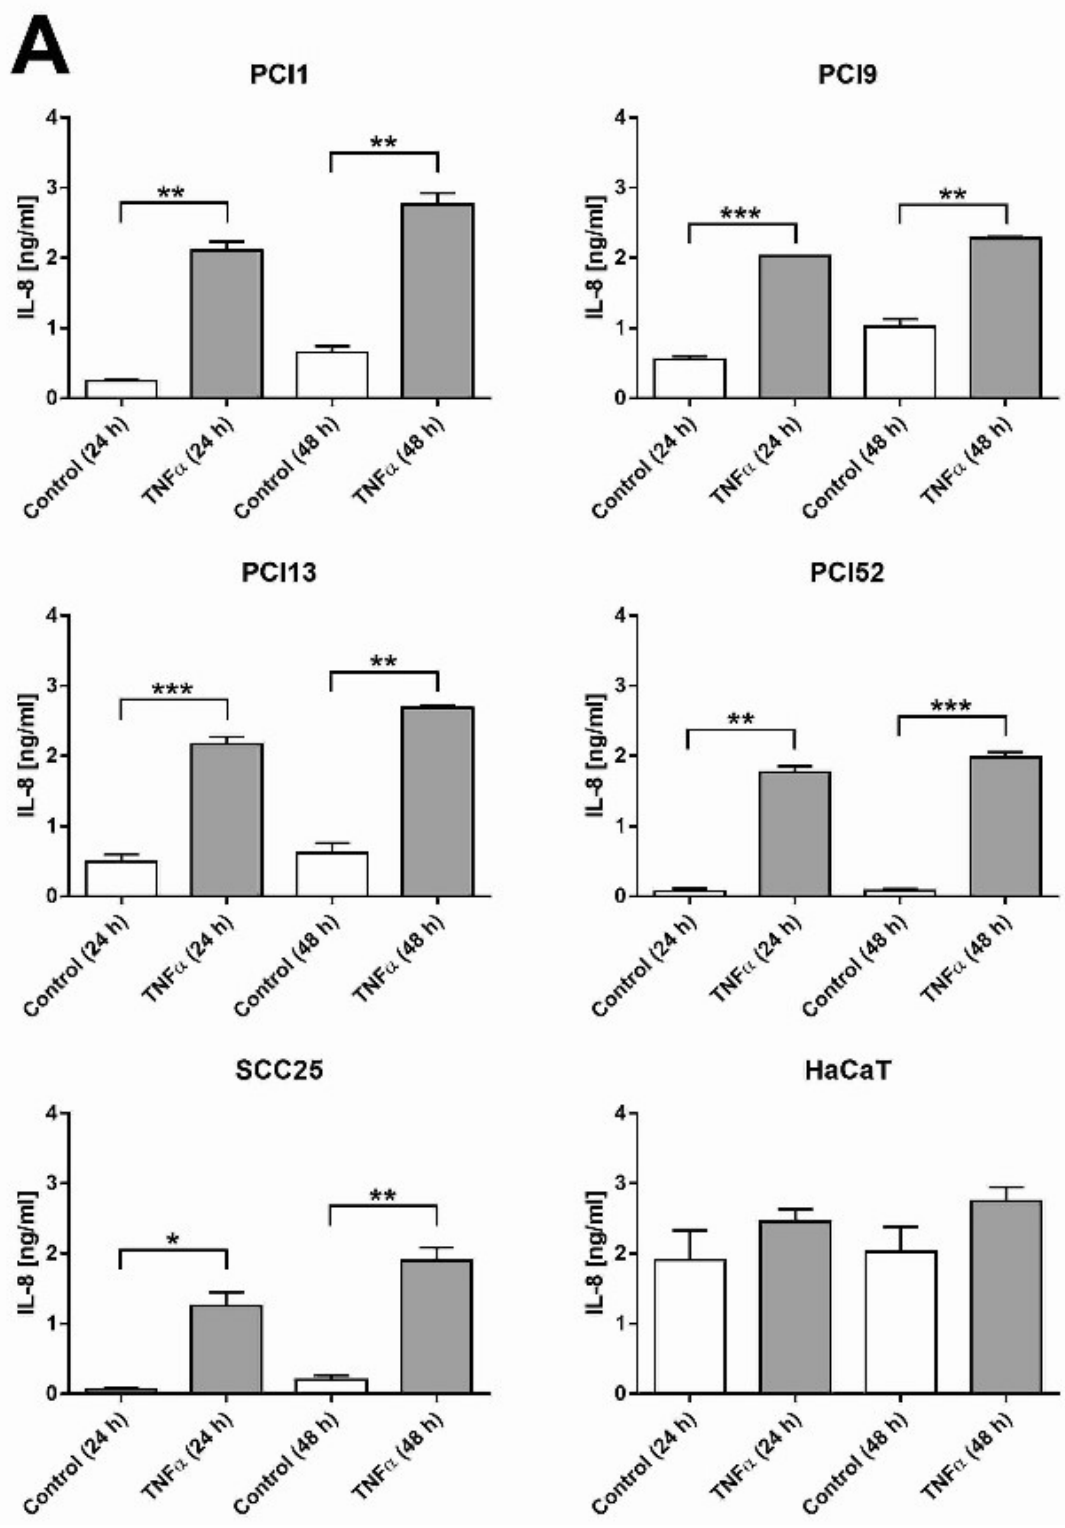 A
PCI1
4
3
2
1
0
IL-8 [ng/ml]
**
**
Control (24 h)
TNFα (24 h)
Control (48 h)
TNFα (48 h)
PCI9
4
3
2
1
0
IL-8 [ng/ml]
***
**
Control (24 h)
TNFα (24 h)
Control (48 h)
TNFα (48 h)
PCI13
4
3
2
1
0
IL-8 [ng/ml]
***
**
Control (24 h)
TNFα (24 h)
Control (48 h)
TNFα (48 h)
PCI52
4
3
2
1
0
IL-8 [ng/ml]
**
***
Control (24 h)
TNFα (24 h)
Control (48 h)
TNFα (48 h)
SCC25
4
3
2
1
0
IL-8 [ng/ml]
*
**
Control (24 h)
TNFα (24 h)
Control (48 h)
TNFα (48 h)
HaCaT
4
3
2
1
0
IL-8 [ng/ml]
Control (24 h)
TNFα (24 h)
Control (48 h)
TNFα (48 h)